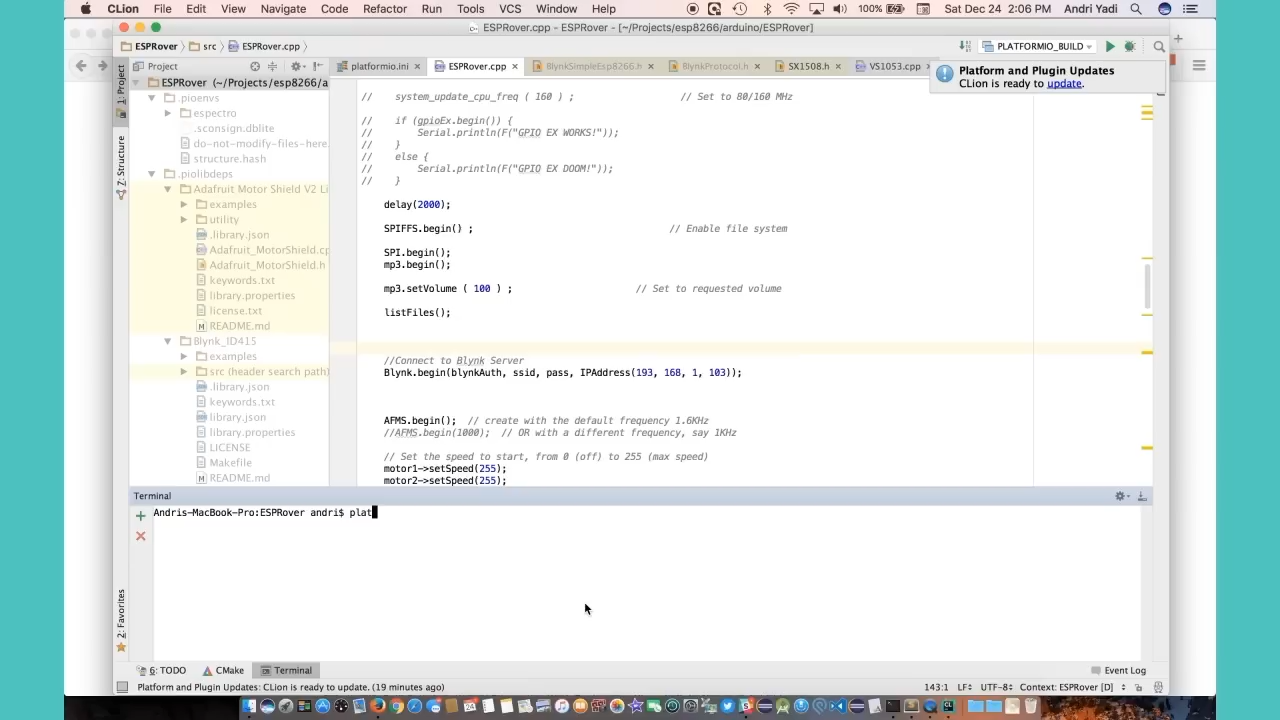 CLion File Edit View Navigate Code Refactor Run Tools VCS Window Help 100% Sat Dec 24 2:06 PM Andri Yadi
ESPRover.cpp - ESPRover - [~/Projects/esp8266/arduino/ESPRover]
ESPRover src ESPRover.cpp PLATFORMIO_BUILD
Project platformio.ini ESPRover.cpp BlynkSimpleEsp8266.h BlynkProtocol.h SX1508.h VS1053.cpp
Platform and Plugin Updates
CLion is ready to update.
1: Project
Z: Structure
2: Favorites
ESPRover ~/Projects/esp8266/a
.pioenvs
espectro
.sconsign.dblite
do-not-modify-files-here.
structure.hash
.piolibdeps
Adafruit Motor Shield V2 Li
examples
utility
.library.json
Adafruit_MotorShield.cp
Adafruit_MotorShield.h
keywords.txt
library.properties
license.txt
README.md
Blynk_ID415
examples
src (header search path)
.library.json
keywords.txt
library.json
library.properties
LICENSE
Makefile
README.md
// system_update_cpu_freq ( 160 ) ; // Set to 80/160 MHz
// if (gpioEx.begin()) {
// Serial.println(F("GPIO EX WORKS!"));
// }
// else {
// Serial.println(F("GPIO EX DOOM!"));
// }
delay(2000);
SPIFFS.begin() ; // Enable file system
SPI.begin();
mp3.begin();
mp3.setVolume ( 100 ) ; // Set to requested volume
listFiles();
//Connect to Blynk Server
Blynk.begin(blynkAuth, ssid, pass, IPAddress(193, 168, 1, 103));
AFMS.begin(); // create with the default frequency 1.6KHz
//AFMS.begin(1000); // OR with a different frequency, say 1KHz
// Set the speed to start, from 0 (off) to 255 (max speed)
motor1->setSpeed(255);
motor2->setSpeed(255);
Terminal
Andris-MacBook-Pro:ESPRover andri$ plat
6: TODO CMake Terminal Event Log
Platform and Plugin Updates: CLion is ready to update. (19 minutes ago) 143:1 LF UTF-8 Context: ESPRover [D]